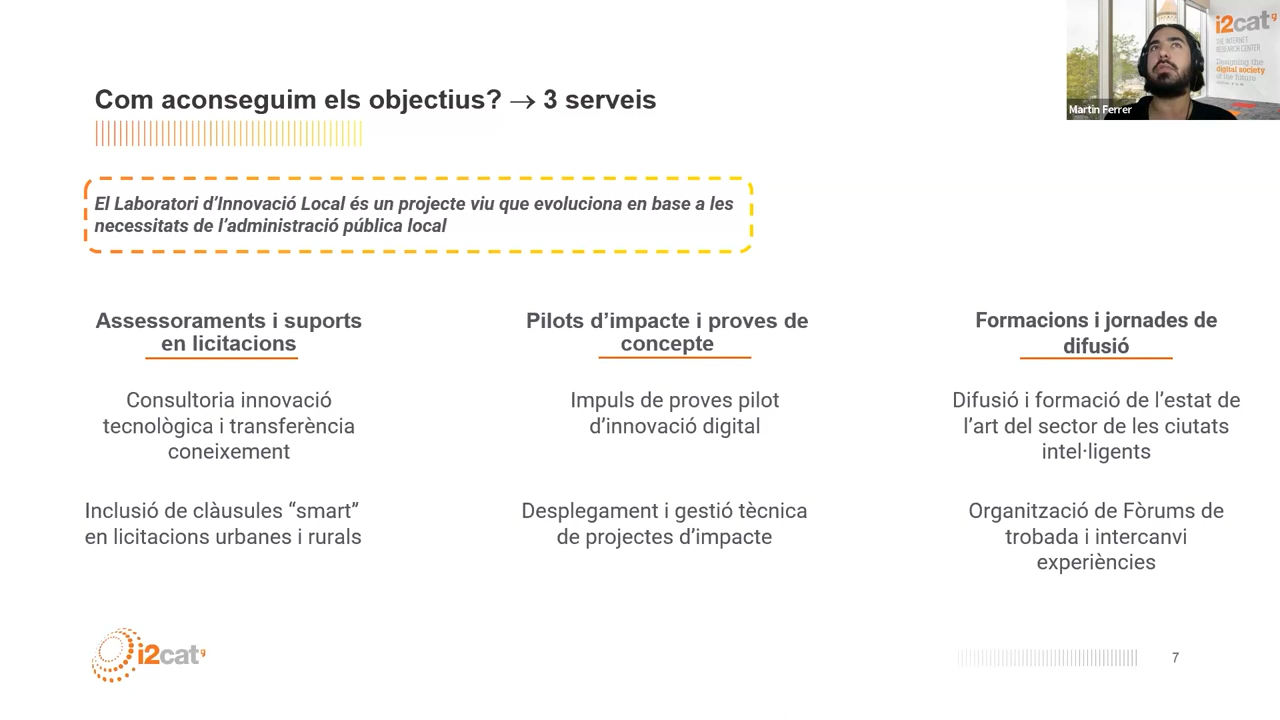 i2cat
THE INTERNET
RESEARCH CENTER
Designing the
digital society
of the future
Martín Ferrer
Com aconseguim els objectius? → 3 serveis
El Laboratori d’Innovació Local és un projecte viu que evoluciona en base a les
necessitats de l’administració pública local
Assessoraments i suports
en licitacions
Consultoria innovació
tecnològica i transferència
coneixement
Inclusió de clàusules “smart”
en licitacions urbanes i rurals
Pilots d’impacte i proves de
concepte
Impuls de proves pilot
d’innovació digital
Desplegament i gestió tècnica
de projectes d’impacte
Formacions i jornades de
difusió
Difusió i formació de l’estat de
l’art del sector de les ciutats
intel·ligents
Organització de Fòrums de
trobada i intercanvi
experiències
i2cat
7